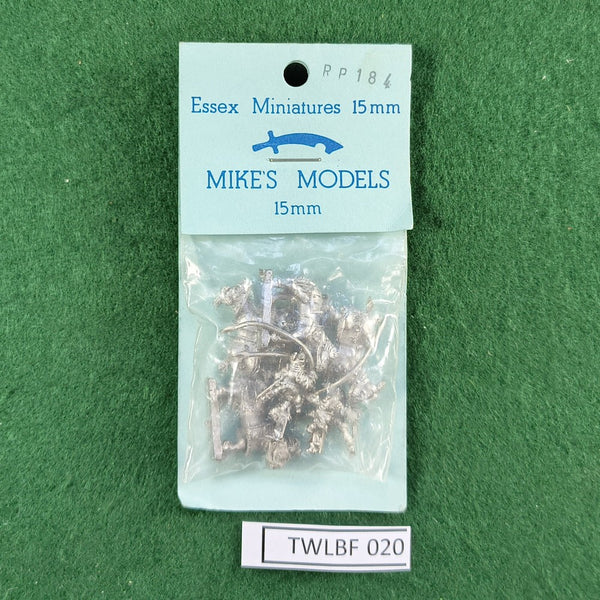 RP184
Essex Miniatures 15mm
MIKE'S MODELS
15mm
TWLBF 020